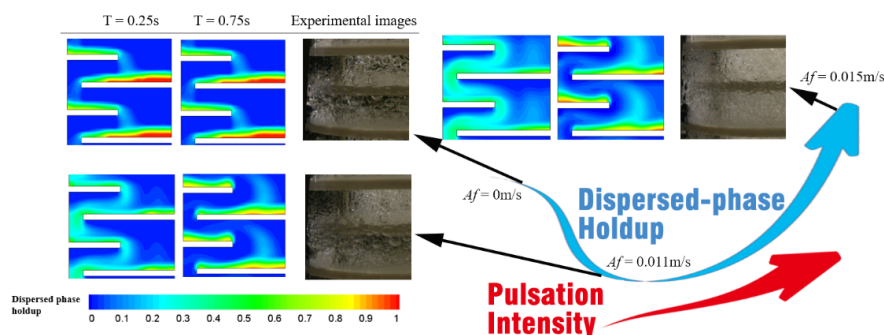 T = 0.25s
T = 0.75s
Experimental images
Af = 0.015m/s
Af = 0m/s
Dispersed-phase
Holdup
Af = 0.011m/s
Pulsation
Intensity
Dispersed phase
holdup
0 0.1 0.2 0.3 0.4 0.5 0.6 0.7 0.8 0.9 1